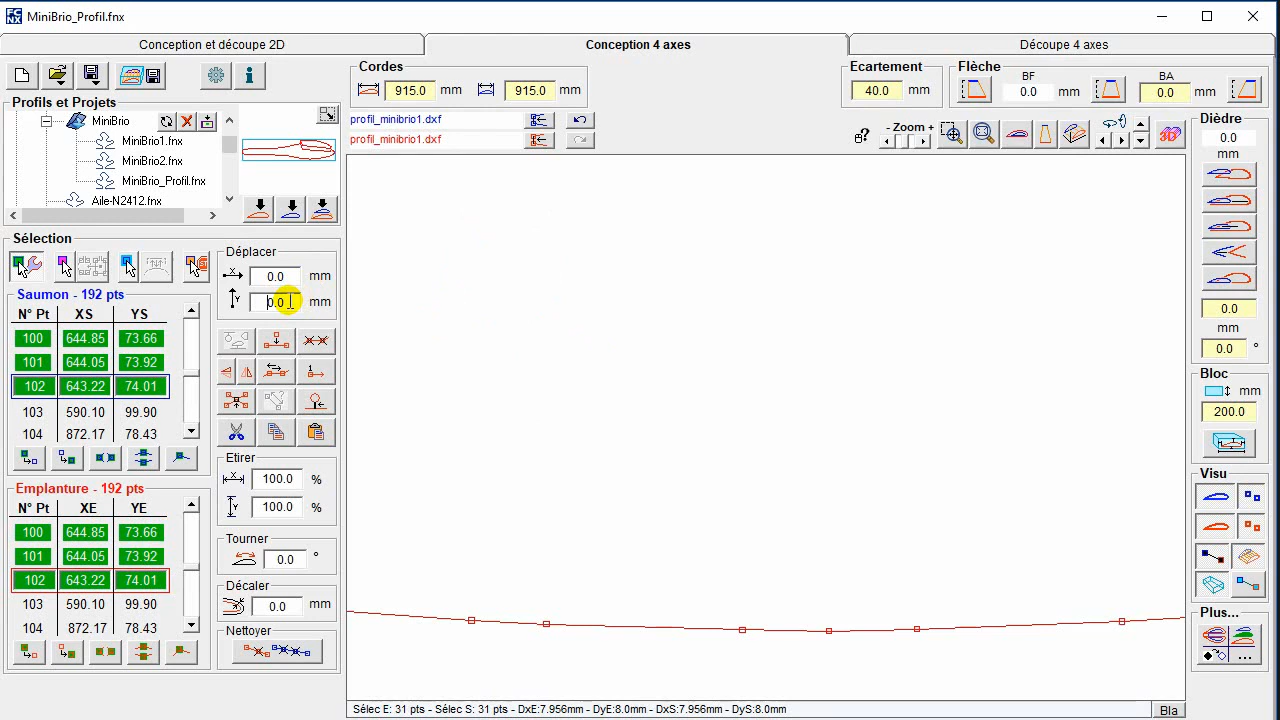 MiniBrio_Profil.fnx
Conception et découpe 2D
Conception 4 axes
Découpe 4 axes
Profils et Projets
MiniBrio
MiniBrio1.fnx
MiniBrio2.fnx
MiniBrio_Profil.fnx
Aile-N2412.fnx
Cordes
915.0 mm
915.0 mm
profil_minibrio1.dxf
profil_minibrio1.dxf
Ecartement
40.0 mm
Flèche
BF
0.0 mm
BA
0.0 mm
- Zoom +
3D
Dièdre
0.0
mm
0.0
mm
0.0 °
Bloc
mm
200.0
Visu
Plus...
...
Sélection
Saumon - 192 pts
N° Pt XS YS
100 644.85 73.66
101 644.05 73.92
102 643.22 74.01
103 590.10 99.90
104 872.17 78.43
Emplanture - 192 pts
N° Pt XE YE
100 644.85 73.66
101 644.05 73.92
102 643.22 74.01
103 590.10 99.90
104 872.17 78.43
Déplacer
X 0.0 mm
Y 0.0 mm
Etirer
X 100.0 %
Y 100.0 %
Tourner
0.0 °
Décaler
0.0 mm
Nettoyer
Sélec E: 31 pts - Sélec S: 31 pts - DxE:7.956mm - DyE:8.0mm - DxS:7.956mm - DyS:8.0mm
Bla